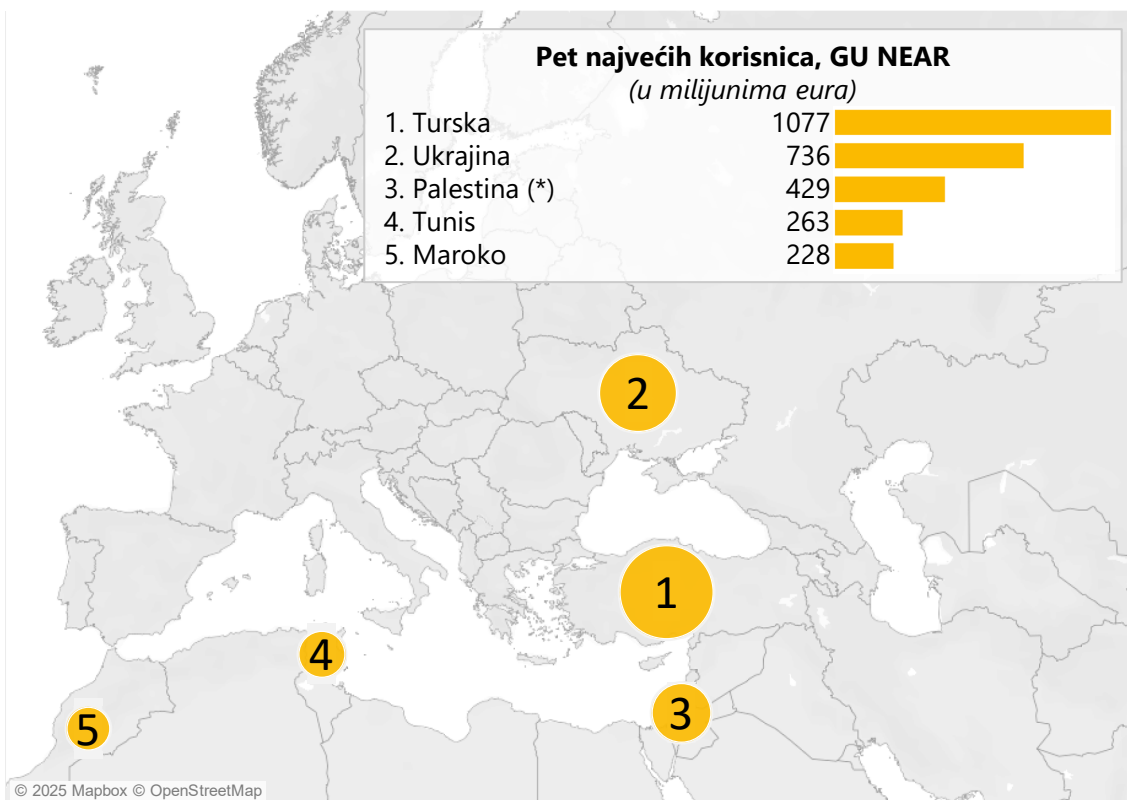 Pet najvećih korisnica, GU NEAR
(u milijunima eura)
1. Turska 1077
2. Ukrajina 736
3. Palestina (*) 429
4. Tunis 263
5. Maroko 228
2
1
4
3
5
© 2025 Mapbox © OpenStreetMap